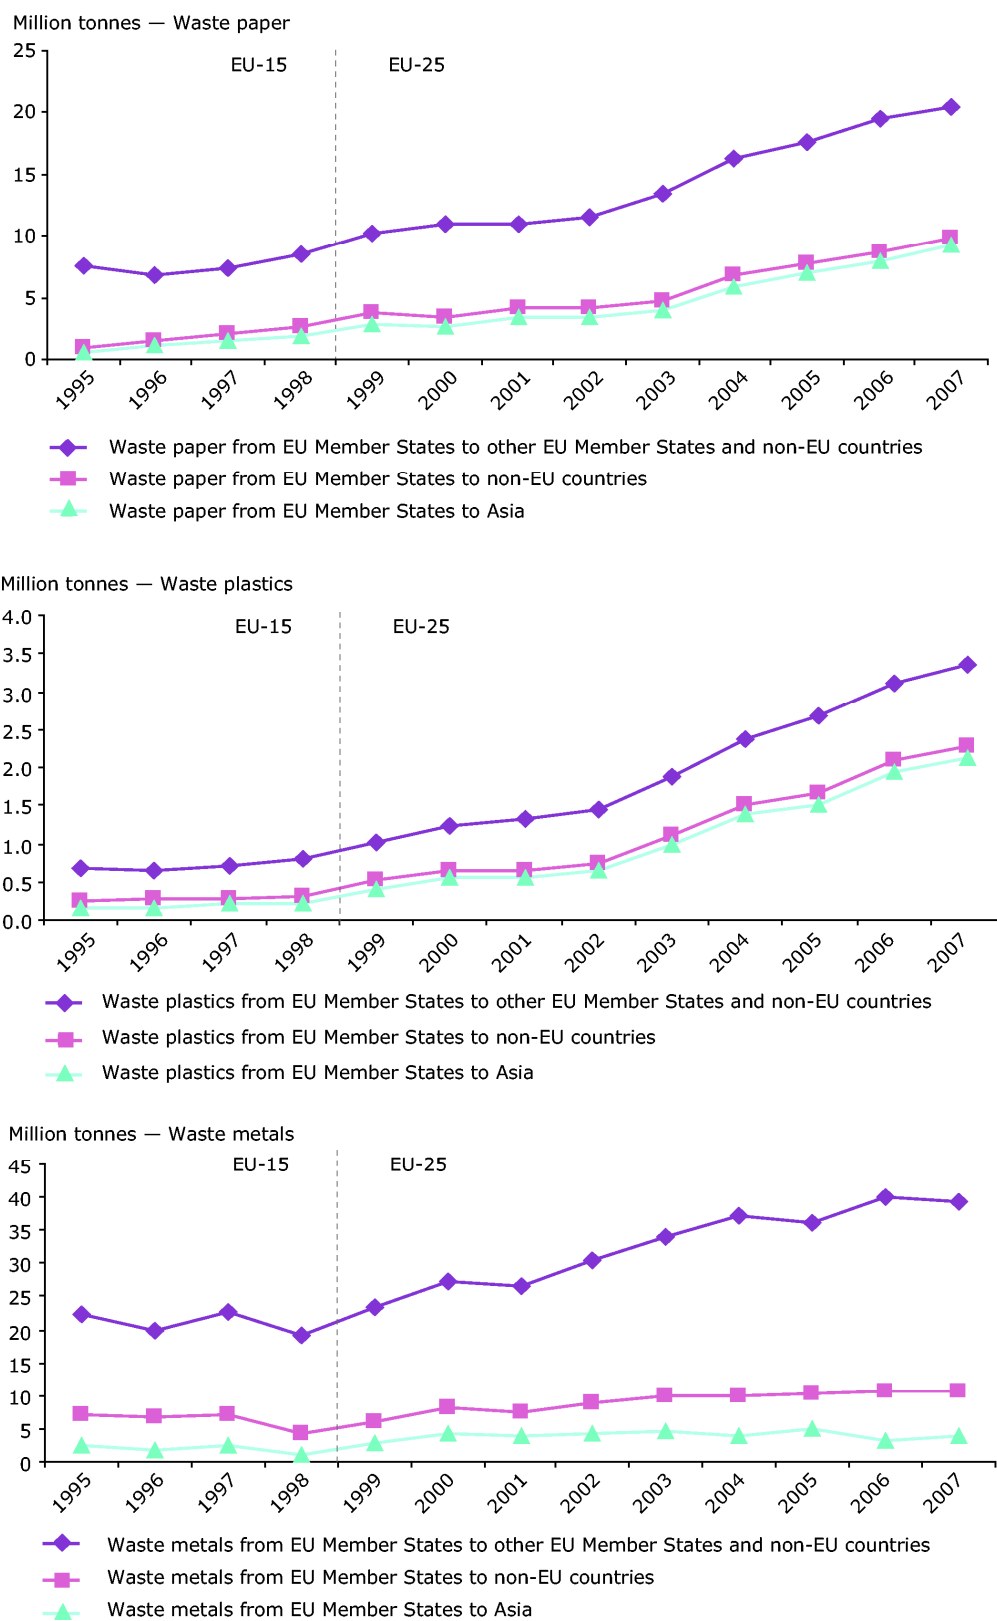 Million tonnes — Waste paper
25
EU-15 EU-25
20
15
10
5
0
1995 1996 1997 1998 1999 2000 2001 2002 2003 2004 2005 2006 2007
Waste paper from EU Member States to other EU Member States and non-EU countries
Waste paper from EU Member States to non-EU countries
Waste paper from EU Member States to Asia
Million tonnes — Waste plastics
4.0
EU-15 EU-25
3.5
3.0
2.5
2.0
1.5
1.0
0.5
0.0
1995 1996 1997 1998 1999 2000 2001 2002 2003 2004 2005 2006 2007
Waste plastics from EU Member States to other EU Member States and non-EU countries
Waste plastics from EU Member States to non-EU countries
Waste plastics from EU Member States to Asia
Million tonnes — Waste metals
45 EU-15 EU-25
40
35
30
25
20
15
10
5
0
1995 1996 1997 1998 1999 2000 2001 2002 2003 2004 2005 2006 2007
Waste metals from EU Member States to other EU Member States and non-EU countries
Waste metals from EU Member States to non-EU countries
Waste metals from EU Member States to Asia